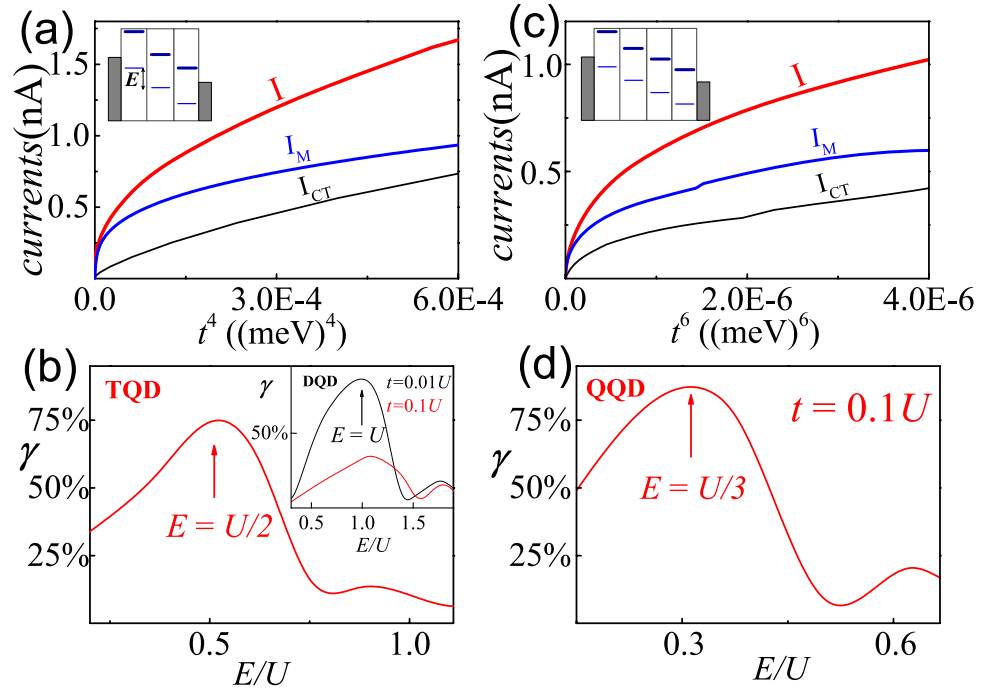 (a)
currents(nA)
1.5
1.0
0.5
E
I
I_M
I_CT
0.0 3.0E-4 6.0E-4
t^4 ((meV)^4)
(c)
currents(nA)
1.0
0.5
I
I_M
I_CT
0.0 2.0E-6 4.0E-6
t^6 ((meV)^6)
(b)
TQD
γ
75%
50%
25%
E = U/2
0.5 1.0
E/U
γ
DQD
t=0.01U
t=0.1U
50%
E = U
0.5 1.0 1.5
E/U
(d)
QQD
t = 0.1U
γ
75%
50%
25%
E = U/3
0.3 0.6
E/U